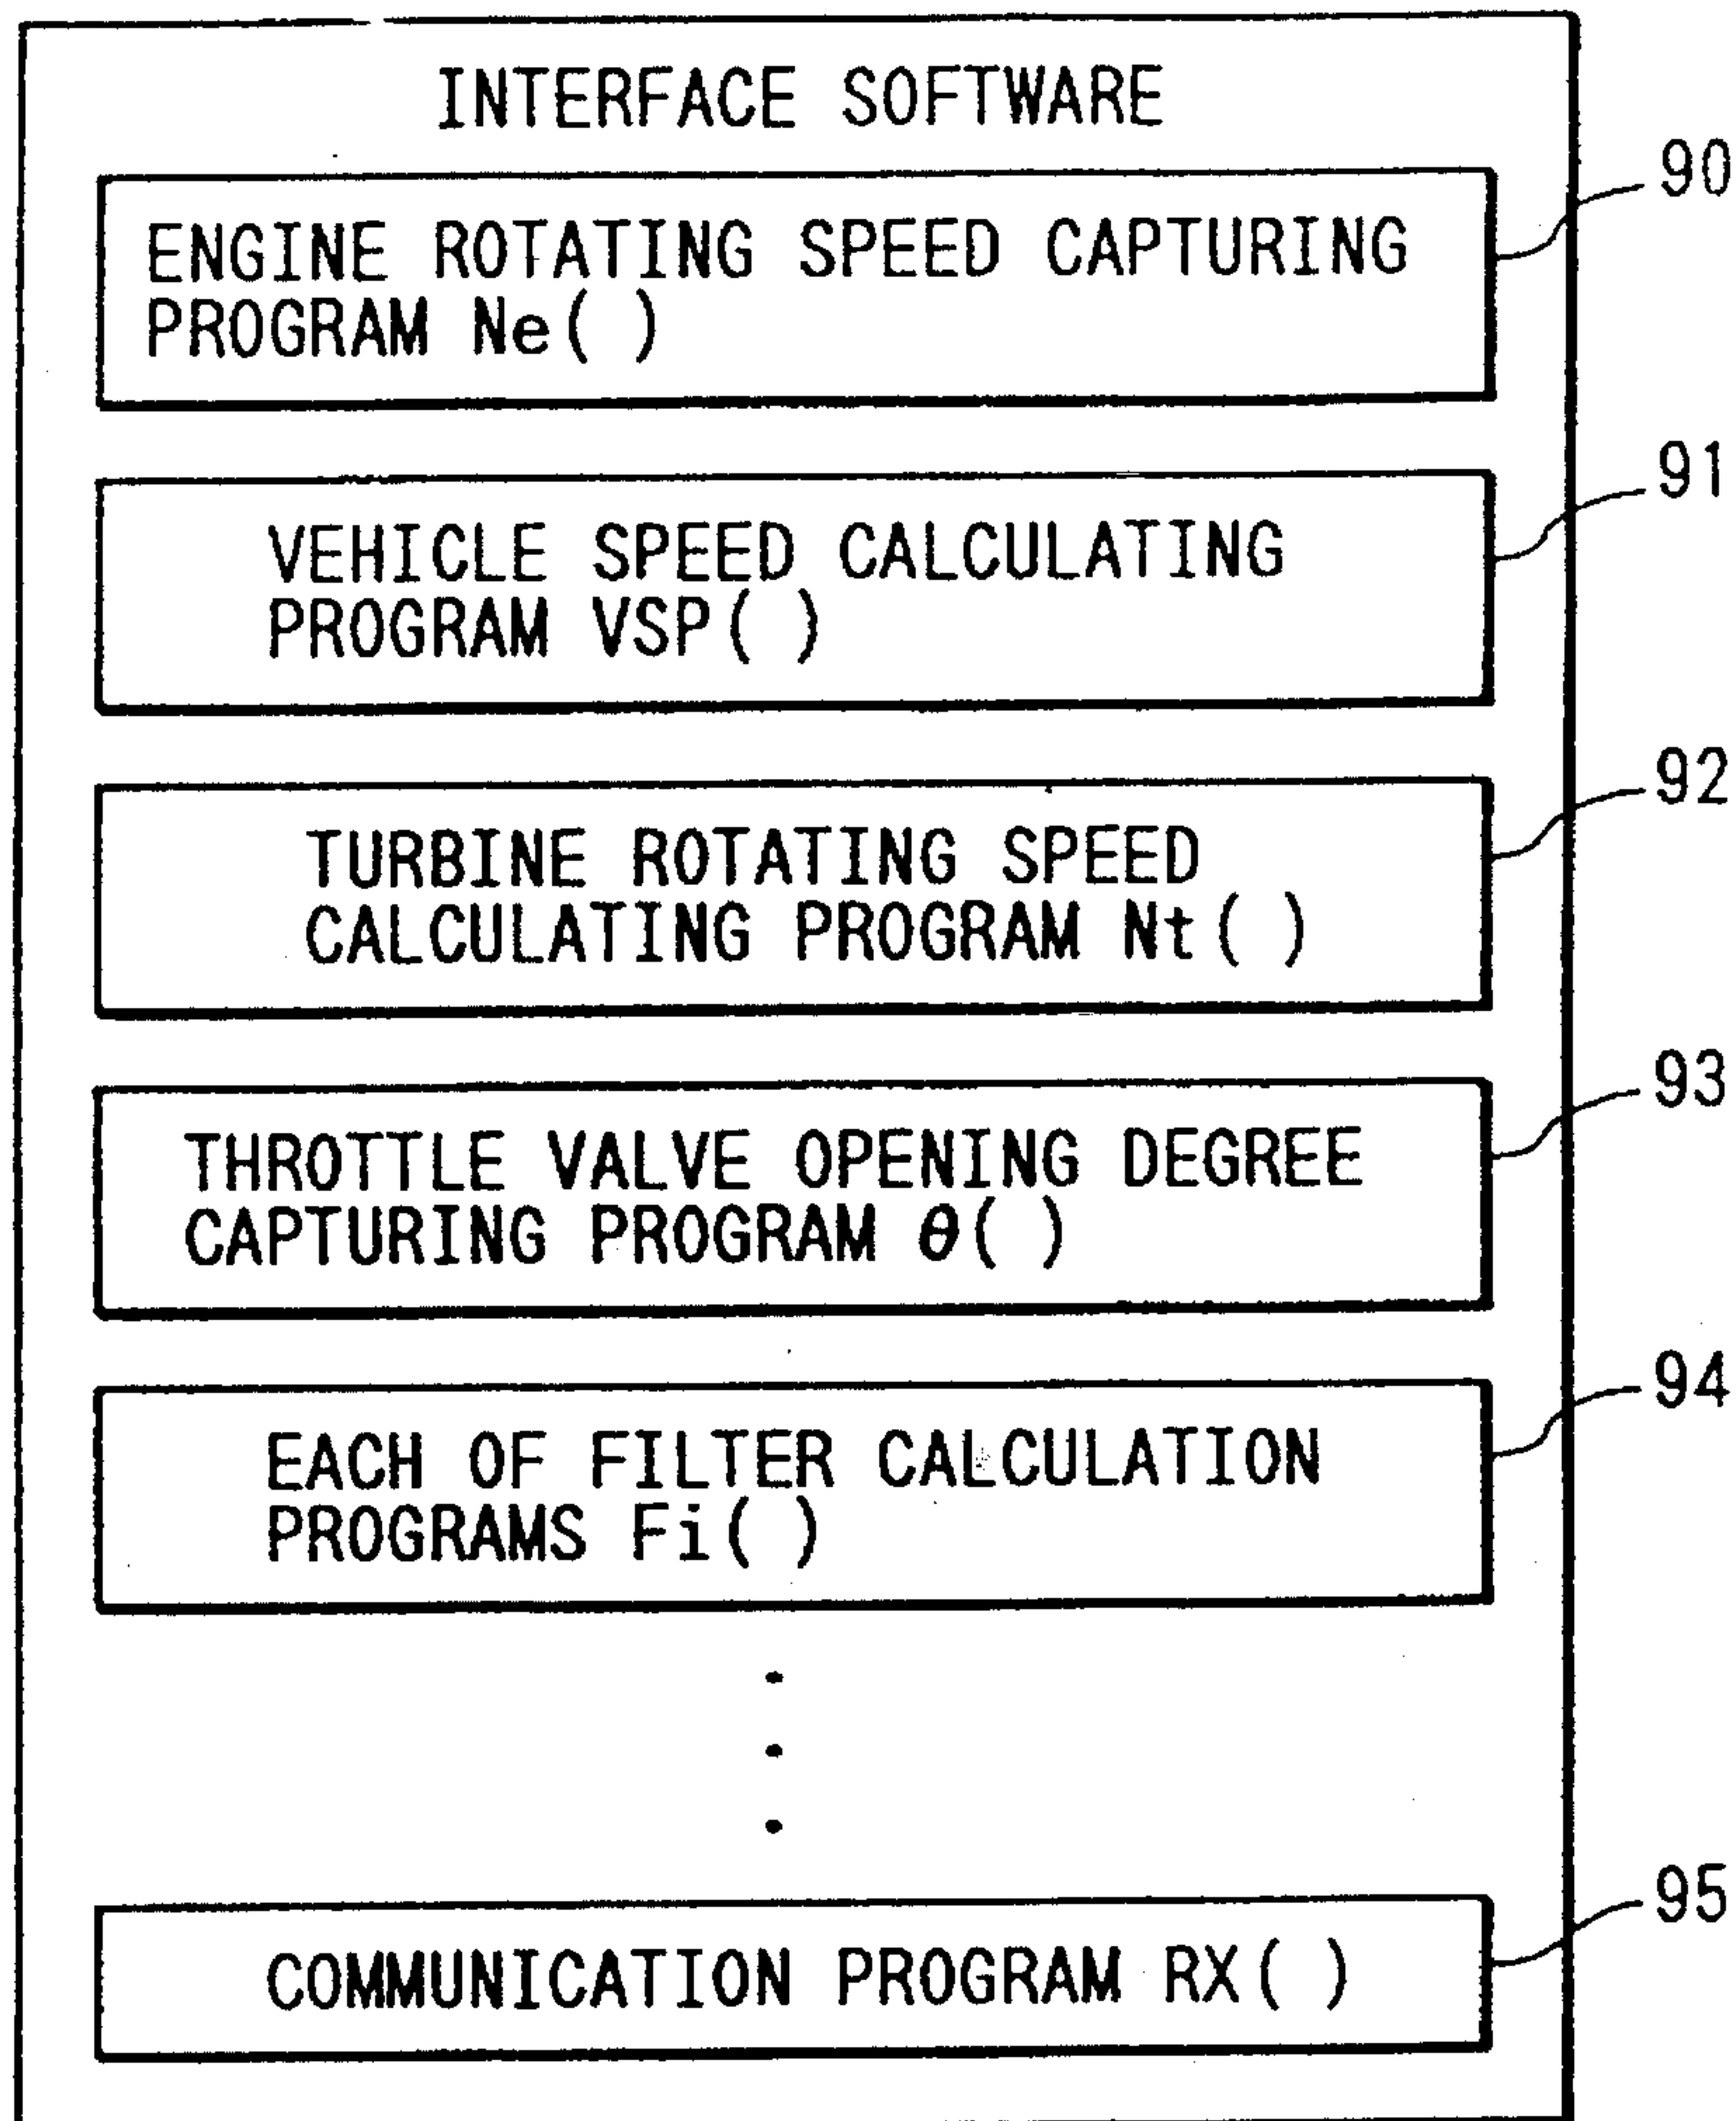 INTERFACE SOFTWARE
90
ENGINE ROTATING SPEED CAPTURING
PROGRAM Ne( )
91
VEHICLE SPEED CALCULATING
PROGRAM VSP( )
92
TURBINE ROTATING SPEED
CALCULATING PROGRAM Nt( )
93
THROTTLE VALVE OPENING DEGREE
CAPTURING PROGRAM θ( )
94
EACH OF FILTER CALCULATION
PROGRAMS Fi( )
95
COMMUNICATION PROGRAM RX( )